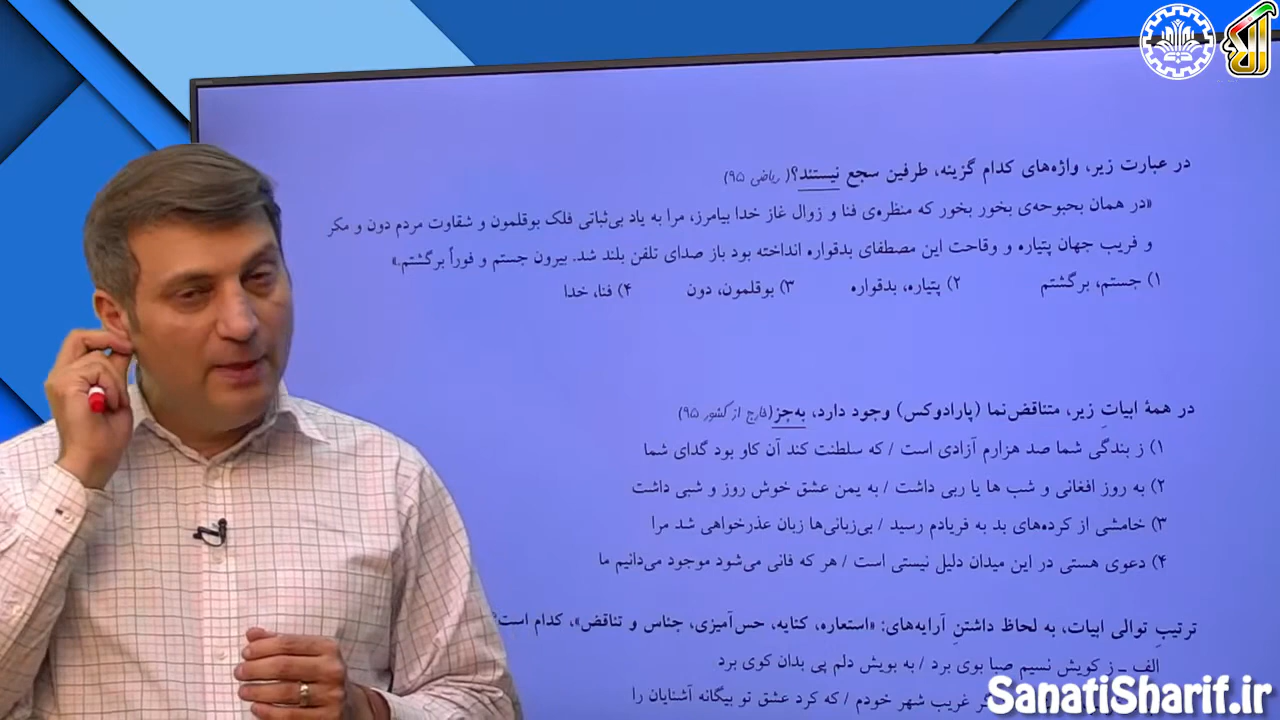 در عبارت زیر، واژه‌های کدام گزینه، طرفین سجع نیستند؟( ریاضی ۹۵)
«در همان بحبوحه‌ی بخور بخور که منظره‌ی فنا و زوال غاز خدا بیامرز، مرا به یاد بی‌ثباتی فلک بوقلمون و شقاوت مردم دون و مکر
و فریب جهان پتیاره و وقاحت این مصطفای بدقواره انداخته بود باز صدای تلفن بلند شد. بیرون جستم و فوراً برگشتم.»
۱) جستم، برگشتم ۲) پتیاره، بدقواره ۳) بوقلمون، دون ۴) فنا، خدا
در همهٔ ابیاتِ زیر، متناقض‌نما (پارادوکس) وجود دارد، به‌جز(خارج از کشور ۹۵)
۱) ز بندگی شما صد هزارم آزادی است / که سلطنت کند آن کاو بود گدای شما
۲) به روز افغانی و شب ها یا ربی داشت / به یمن عشق خوش روز و شبی داشت
۳) خامشی از کرده‌های بد به فریادم رسید / بی‌زبانی‌ها زبان عذرخواهی شد مرا
۴) دعوی هستی در این میدان دلیل نیستی است / هر که فانی می‌شود موجود می‌دانیم ما
ترتیبِ توالی ابیات، به لحاظ داشتنِ آرایه‌های: «استعاره، کنایه، حس‌آمیزی، جناس و تناقض»، کدام است؟
الف ـ ز کویش نسیم صبا بوی برد / به بویش دلم پی بدان کوی برد
غریب شهر خودم / که کرد عشق تو بیگانه آشنایان را
SanatiSharif.ir